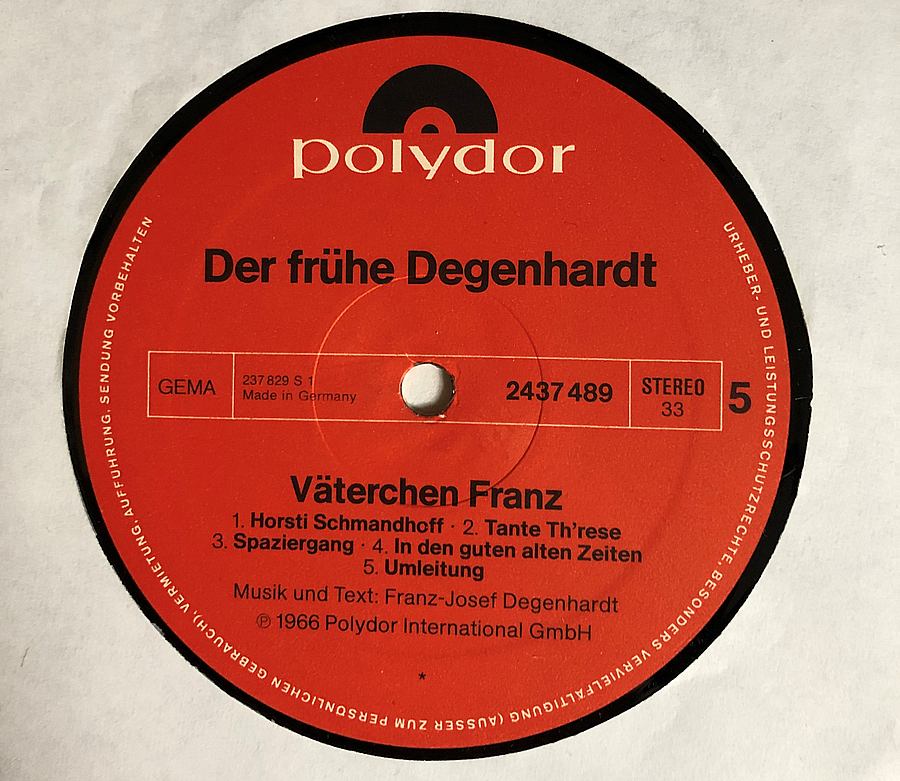 polydor
Der frühe Degenhardt
GEMA
237 829 S 1
Made in Germany
2437 489
STEREO
33
5
Väterchen Franz
1. Horsti Schmandhoff · 2. Tante Th'rese
3. Spaziergang · 4. In den guten alten Zeiten
5. Umleitung
Musik und Text: Franz-Josef Degenhardt
℗ 1966 Polydor International GmbH
*
URHEBER- UND LEISTUNGSSCHUTZRECHTE, BESONDERS VERVIELFÄLTIGUNG (AUSSER ZUM PERSÖNLICHEN GEBRAUCH), VERMIETUNG, AUFFÜHRUNG, SENDUNG VORBEHALTEN